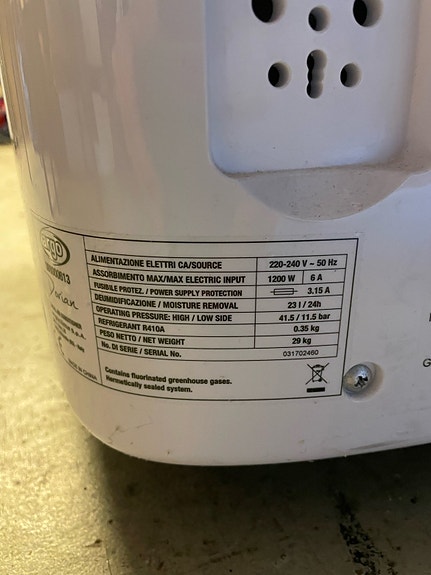 argo
Dorian
MADE IN CHINA
ALIMENTAZIONE ELETTRI CA/SOURCE 220-240 V ~ 50 Hz
ASSORBIMENTO MAX/MAX ELECTRIC INPUT 1200 W 6 A
FUSIBILE PROTEZ. / POWER SUPPLY PROTECTION 3.15 A
DEUMIDIFICAZIONE / MOISTURE REMOVAL 23 l / 24h
OPERATING PRESSURE: HIGH / LOW SIDE 41.5 / 11.5 bar
REFRIGERANT R410A 0.35 kg
PESO NETTO / NET WEIGHT 29 kg
No. DI SERIE / SERIAL No. 031702460
Contains fluorinated greenhouse gases.
Hermetically sealed system.
G